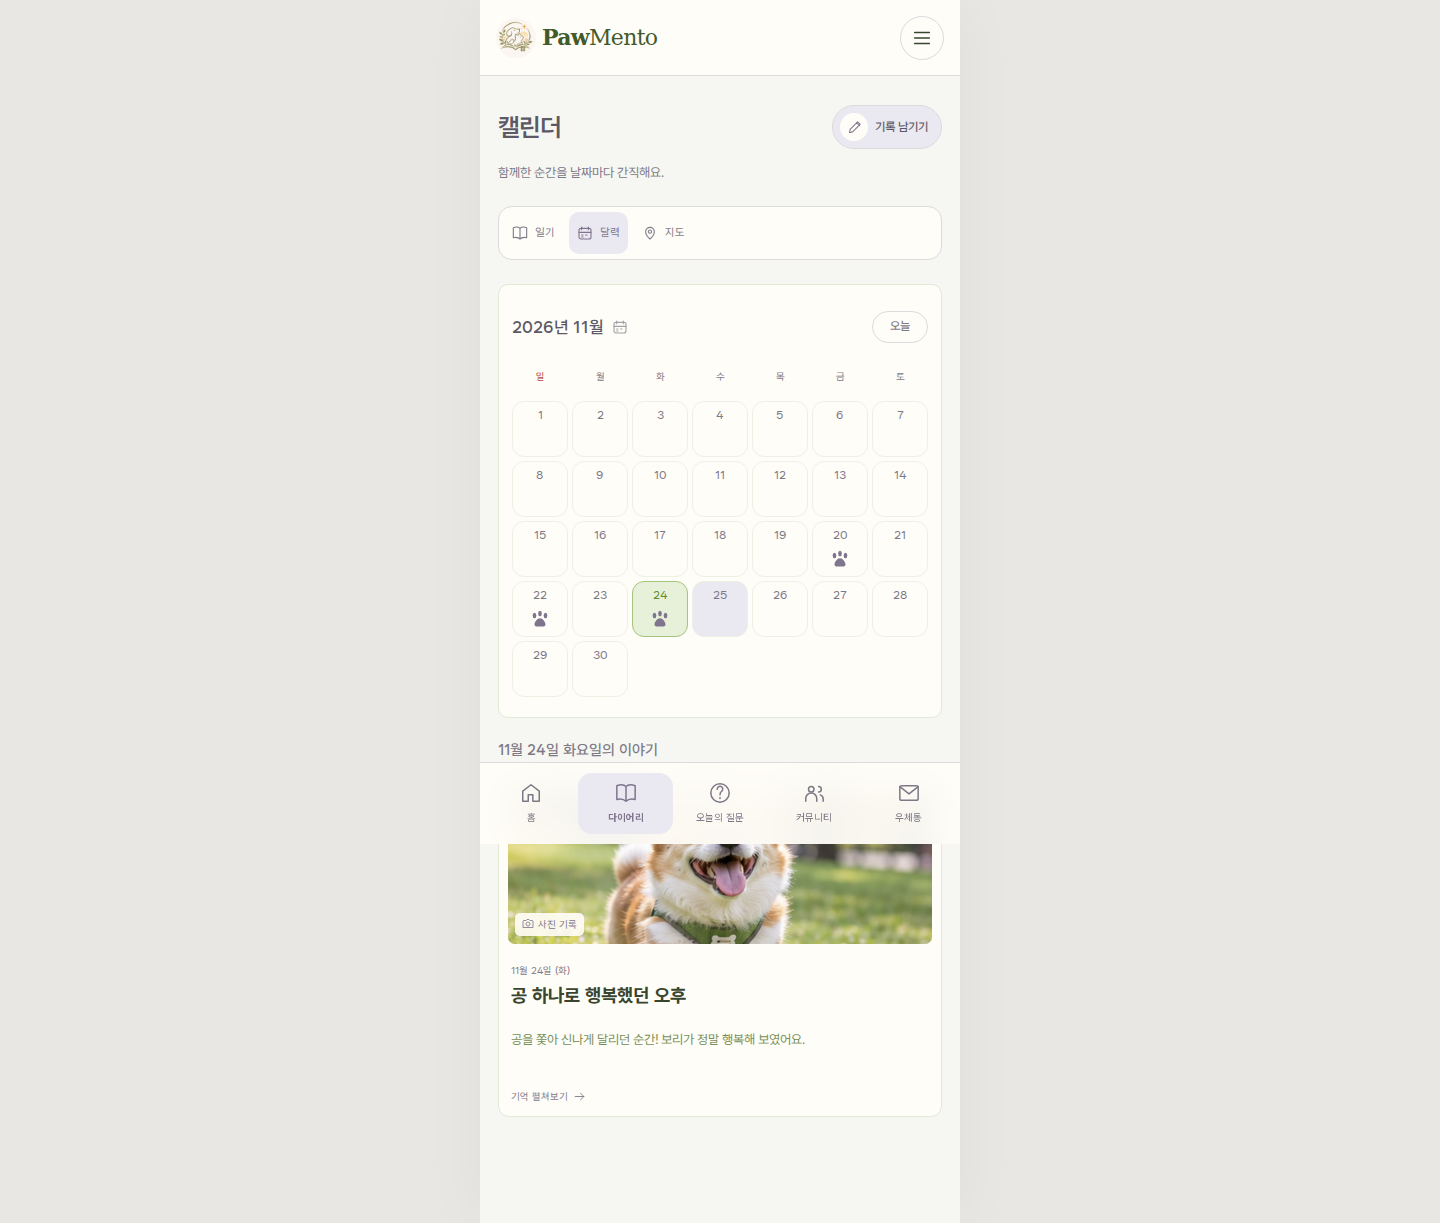 PawMento
캘린더
기록 남기기
함께한 순간을 날짜마다 간직해요.
일기 달력 지도
2026년 11월
오늘
일 월 화 수 목 금 토
1 2 3 4 5 6 7
8 9 10 11 12 13 14
15 16 17 18 19 20 21
22 23 24 25 26 27 28
29 30
11월 24일 화요일의 이야기
홈 다이어리 오늘의 질문 커뮤니티 우체통
사진 기록
11월 24일 (화)
공 하나로 행복했던 오후
공을 쫓아 신나게 달리던 순간! 보리가 정말 행복해 보였어요.
기억 펼쳐보기